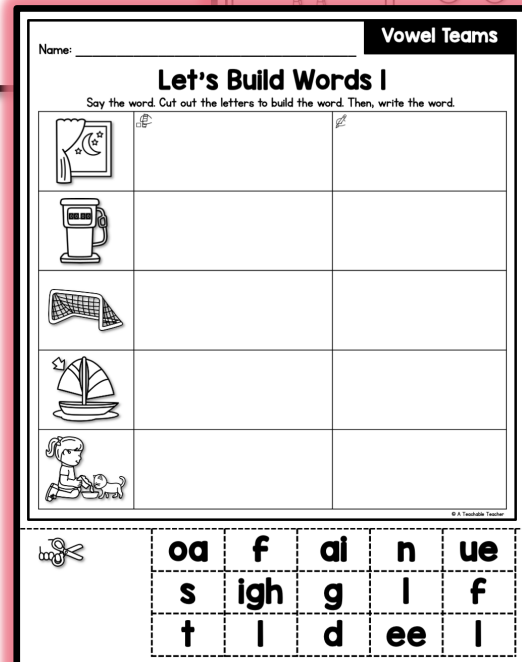 Vowel Teams
Name:
Let's Build Words 1
Say the word. Cut out the letters to build the word. Then, write the word.
© A Teachable Teacher
oa f ai n ue
s igh g l f
t l d ee l